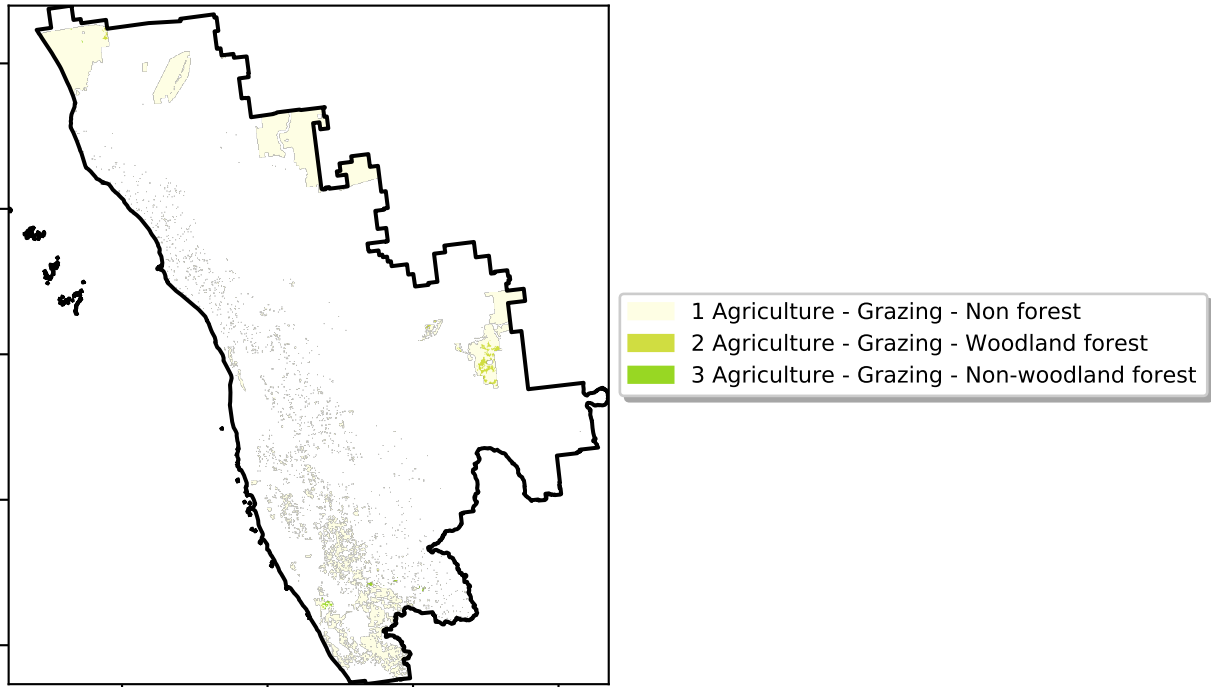 1 Agriculture - Grazing - Non forest
2 Agriculture - Grazing - Woodland forest
3 Agriculture - Grazing - Non-woodland forest